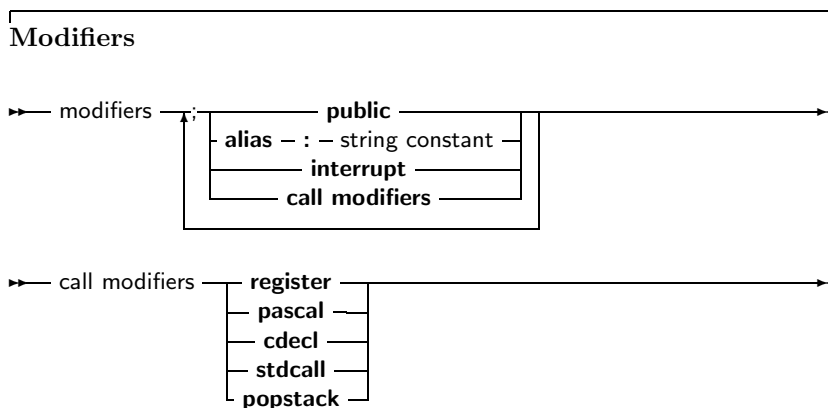 Modifiers
modifiers ; public
alias : string constant
interrupt
call modifiers
call modifiers register
pascal
cdecl
stdcall
popstack